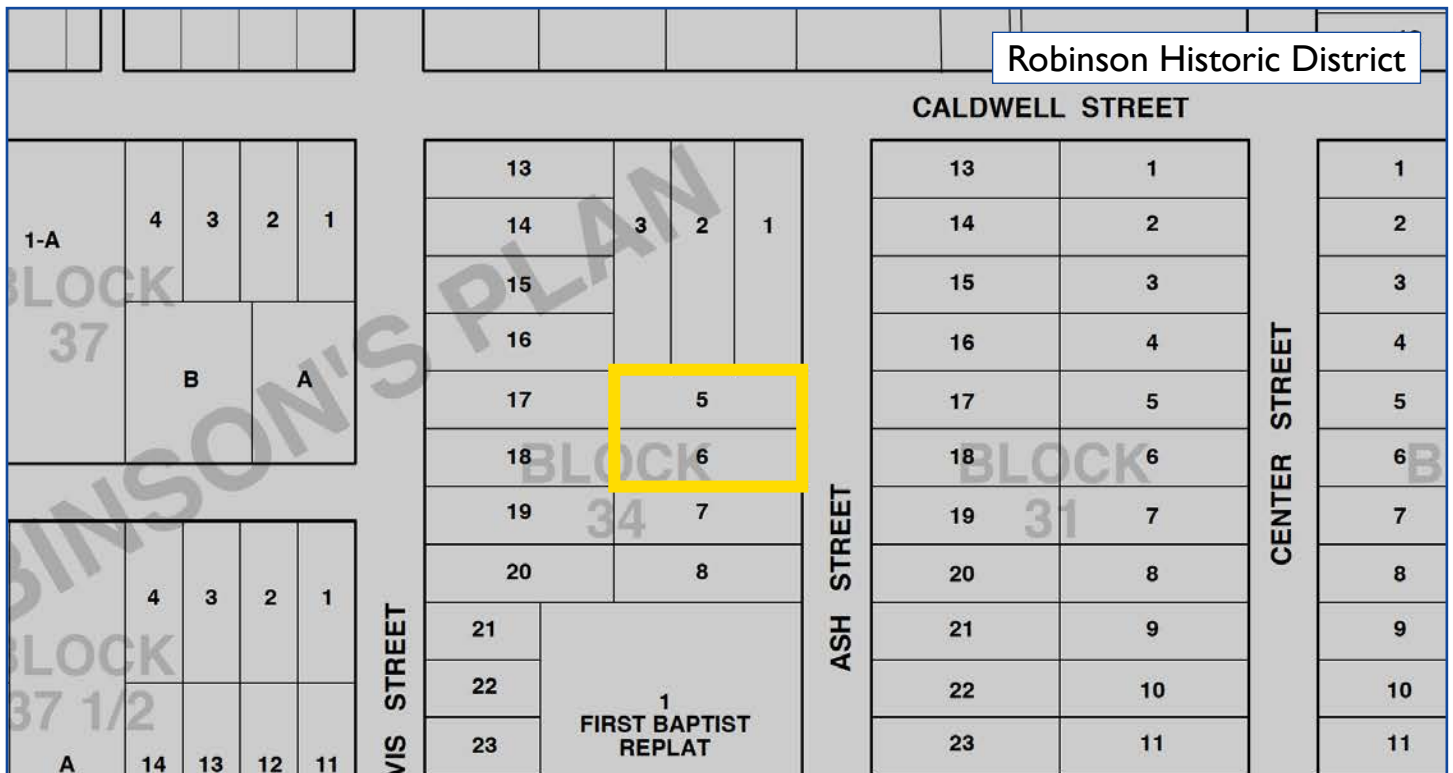 Robinson Historic District
CALDWELL STREET
1-A
4 3 2 1
BLOCK
37
B A
BINSON'S PLAN
4 3 2 1
BLOCK
37 1/2
A 14 13 12 11
VIS STREET
13
14
15
16
17
18
19
20
21
22
23
3 2 1
5
6
7
8
BLOCK
34
1
FIRST BAPTIST
REPLAT
ASH STREET
13 1
14 2
15 3
16 4
17 5
18 6
19 7
20 8
21 9
22 10
23 11
BLOCK
31
CENTER STREET
1
2
3
4
5
6
B
7
8
9
10
11